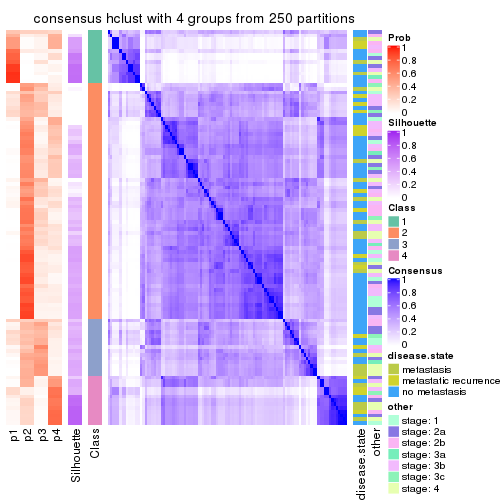 consensus hclust with 4 groups from 250 partitions
Prob
1
0.8
0.6
0.4
0.2
0
Silhouette
1
0.8
0.6
0.4
0.2
0
Class
1
2
3
4
Consensus
1
0.8
0.6
0.4
0.2
0
disease.state
metastasis
metastatic recurrence
no metastasis
other
stage: 1
stage: 2a
stage: 2b
stage: 3a
stage: 3b
stage: 3c
stage: 4
p1
p2
p3
p4
Silhouette
Class
disease.state
other